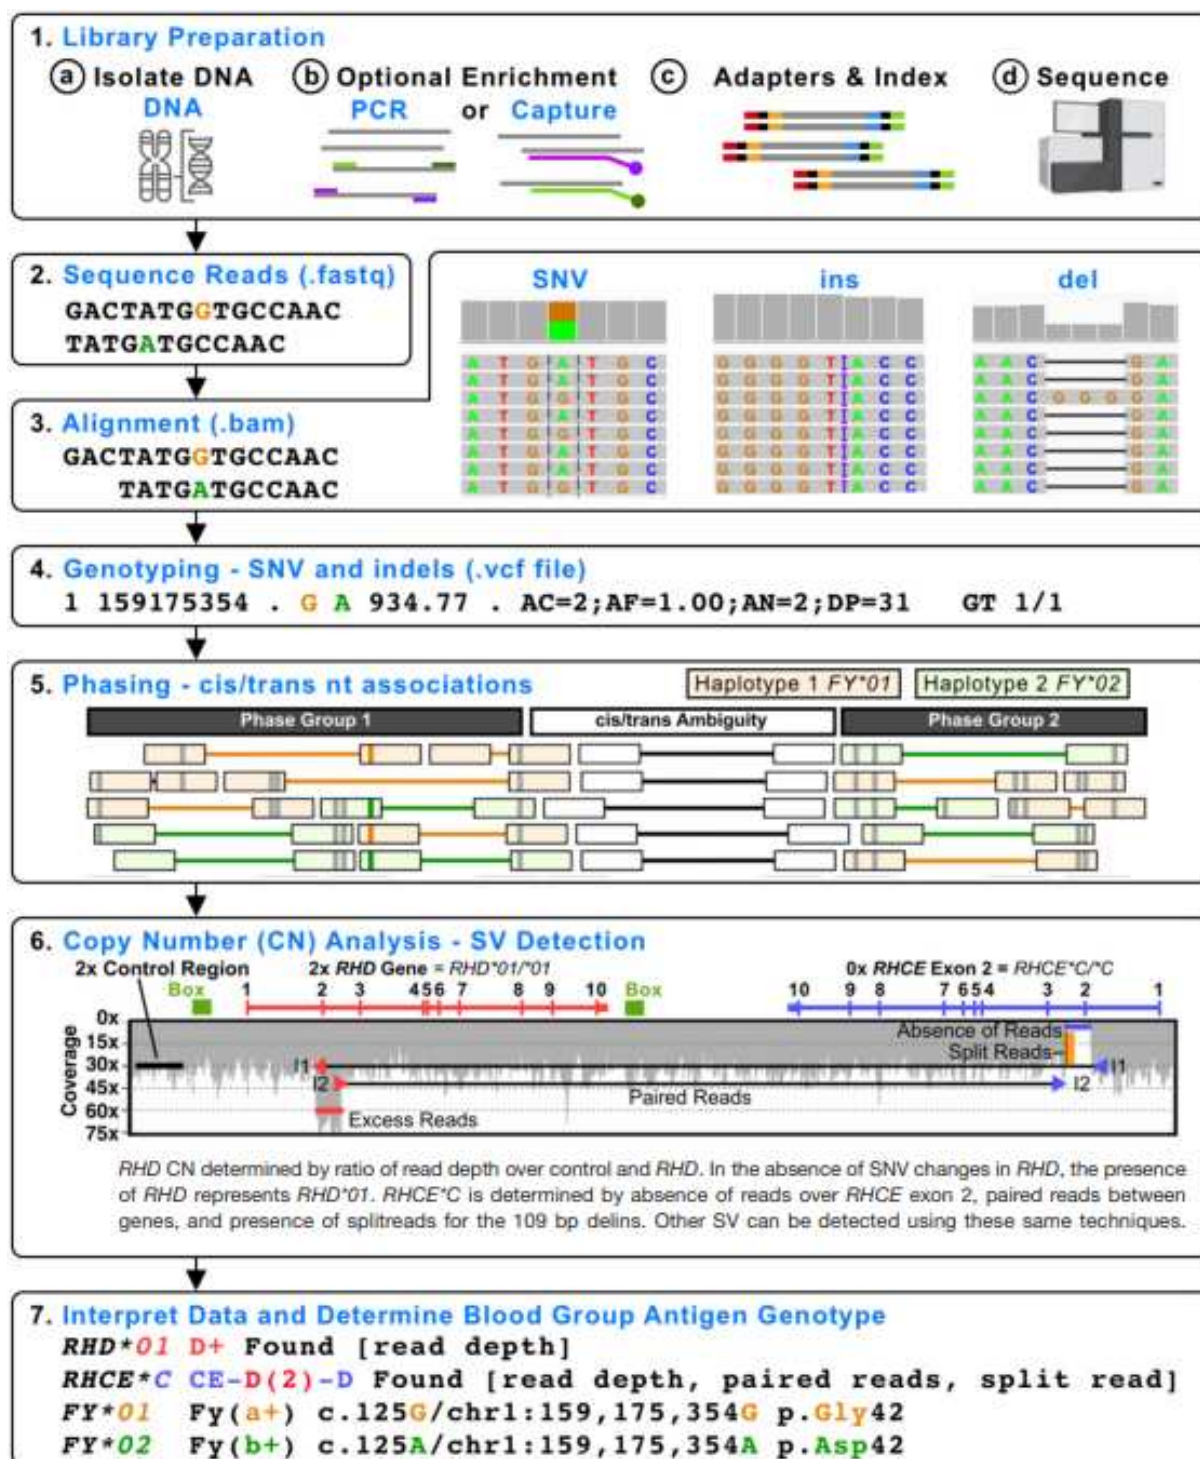 1. Library Preparation
a Isolate DNA b Optional Enrichment c Adapters & Index d Sequence
DNA PCR or Capture
2. Sequence Reads (.fastq)
GACTATGGTGCCAAC
TATGATGCCAAC
3. Alignment (.bam)
GACTATGGTGCCAAC
TATGATGCCAAC
SNV ins del
A T G A T G C G G G G T I A C C A A C G A
A T G A T G C G G G G T I A C C A A C G A
A T G G T G C G G G G T I A C C A A C G G G G A
A T G A T G C G G G G T I A C C A A C G A
A T G G T G C G G G G T I A C C A A C G A
A T G A T G C G G G G T I A C C A A C G A
A T G A T G C G G G G T I A C C A A C G A
A T G G T G C G G G G T I A C C A A C G A
4. Genotyping - SNV and indels (.vcf file)
1 159175354 . G A 934.77 . AC=2;AF=1.00;AN=2;DP=31 GT 1/1
5. Phasing - cis/trans nt associations
Haplotype 1 FY*01 Haplotype 2 FY*02
Phase Group 1 cis/trans Ambiguity Phase Group 2
6. Copy Number (CN) Analysis - SV Detection
2x Control Region 2x RHD Gene = RHD*01/*01 0x RHCE Exon 2 = RHCE*C/*C
Box 1 2 3 4 5 6 7 8 9 10 Box 10 9 8 7 6 5 4 3 2 1
Coverage
0x
15x
30x
45x
60x
75x
Absence of Reads
Split Reads
I1 I1
I2 I2
Paired Reads
Excess Reads
RHD CN determined by ratio of read depth over control and RHD. In the absence of SNV changes in RHD, the presence
of RHD represents RHD*01. RHCE*C is determined by absence of reads over RHCE exon 2, paired reads between
genes, and presence of splitreads for the 109 bp delins. Other SV can be detected using these same techniques.
7. Interpret Data and Determine Blood Group Antigen Genotype
RHD*01 D+ Found [read depth]
RHCE*C CE-D(2)-D Found [read depth, paired reads, split read]
FY*01 Fy(a+) c.125G/chr1:159,175,354G p.Gly42
FY*02 Fy(b+) c.125A/chr1:159,175,354A p.Asp42